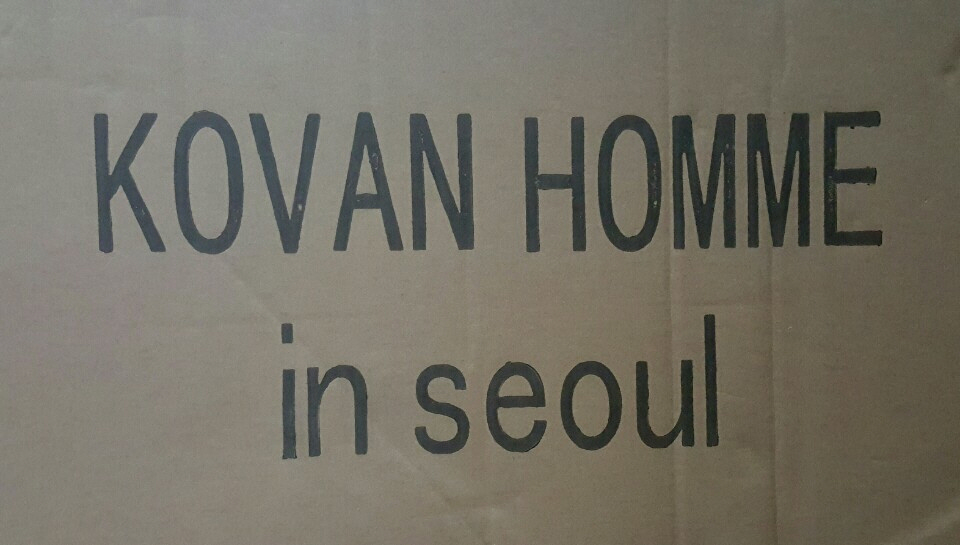 KOVAN HOMME
in seoul